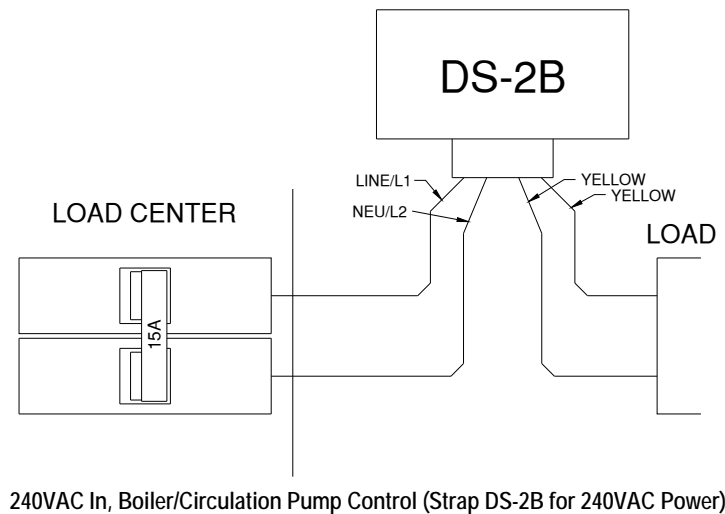 DS-2B
LINE/L1
YELLOW
YELLOW
NEU/L2
LOAD CENTER
LOAD
15A
240VAC In, Boiler/Circulation Pump Control (Strap DS-2B for 240VAC Power)